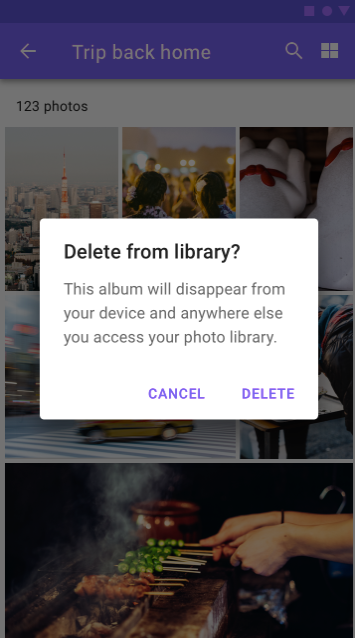 Trip back home
123 photos
Delete from library?
This album will disappear from
your device and anywhere else
you access your photo library.
CANCEL DELETE